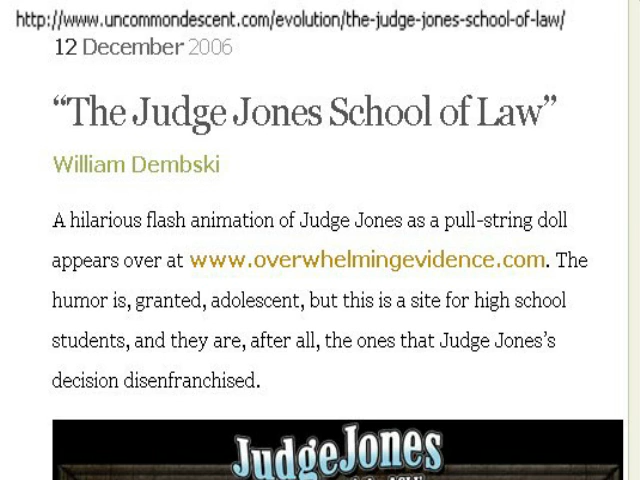 http://www.uncommondescent.com/evolution/the-judge-jones-school-of-law/
12 December 2006
“The Judge Jones School of Law”
William Dembski
A hilarious flash animation of Judge Jones as a pull-string doll
appears over at www.overwhelmingevidence.com. The
humor is, granted, adolescent, but this is a site for high school
students, and they are, after all, the ones that Judge Jones’s
decision disenfranchised.
JudgeJones